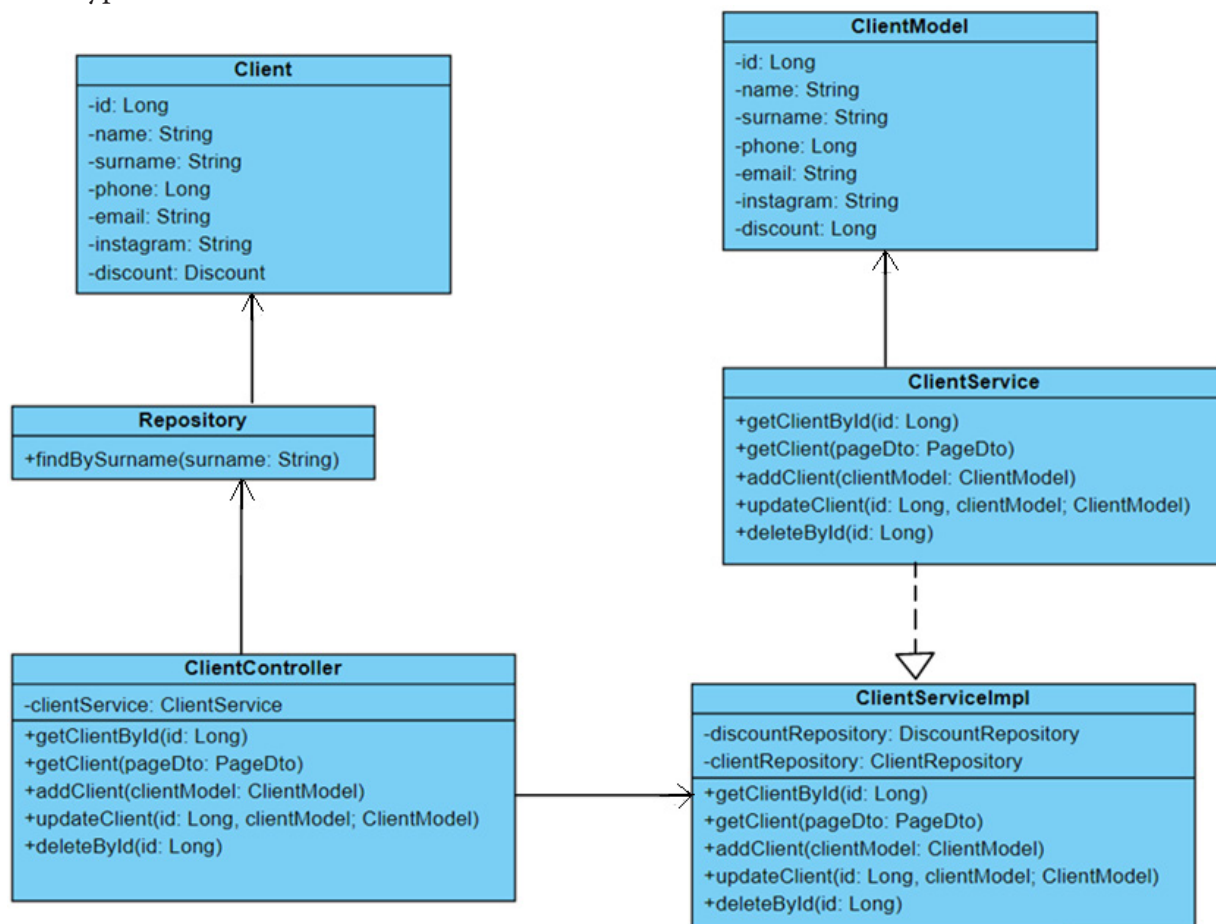 Client
-id: Long
-name: String
-surname: String
-phone: Long
-email: String
-instagram: String
-discount: Discount
ClientModel
-id: Long
-name: String
-surname: String
-phone: Long
-email: String
-instagram: String
-discount: Long
Repository
+findBySurname(surname: String)
ClientService
+getClientById(id: Long)
+getClient(pageDto: PageDto)
+addClient(clientModel: ClientModel)
+updateClient(id: Long, clientModel; ClientModel)
+deleteById(id: Long)
ClientController
-clientService: ClientService
+getClientById(id: Long)
+getClient(pageDto: PageDto)
+addClient(clientModel: ClientModel)
+updateClient(id: Long, clientModel; ClientModel)
+deleteById(id: Long)
ClientServiceImpl
-discountRepository: DiscountRepository
-clientRepository: ClientRepository
+getClientById(id: Long)
+getClient(pageDto: PageDto)
+addClient(clientModel: ClientModel)
+updateClient(id: Long, clientModel; ClientModel)
+deleteById(id: Long)